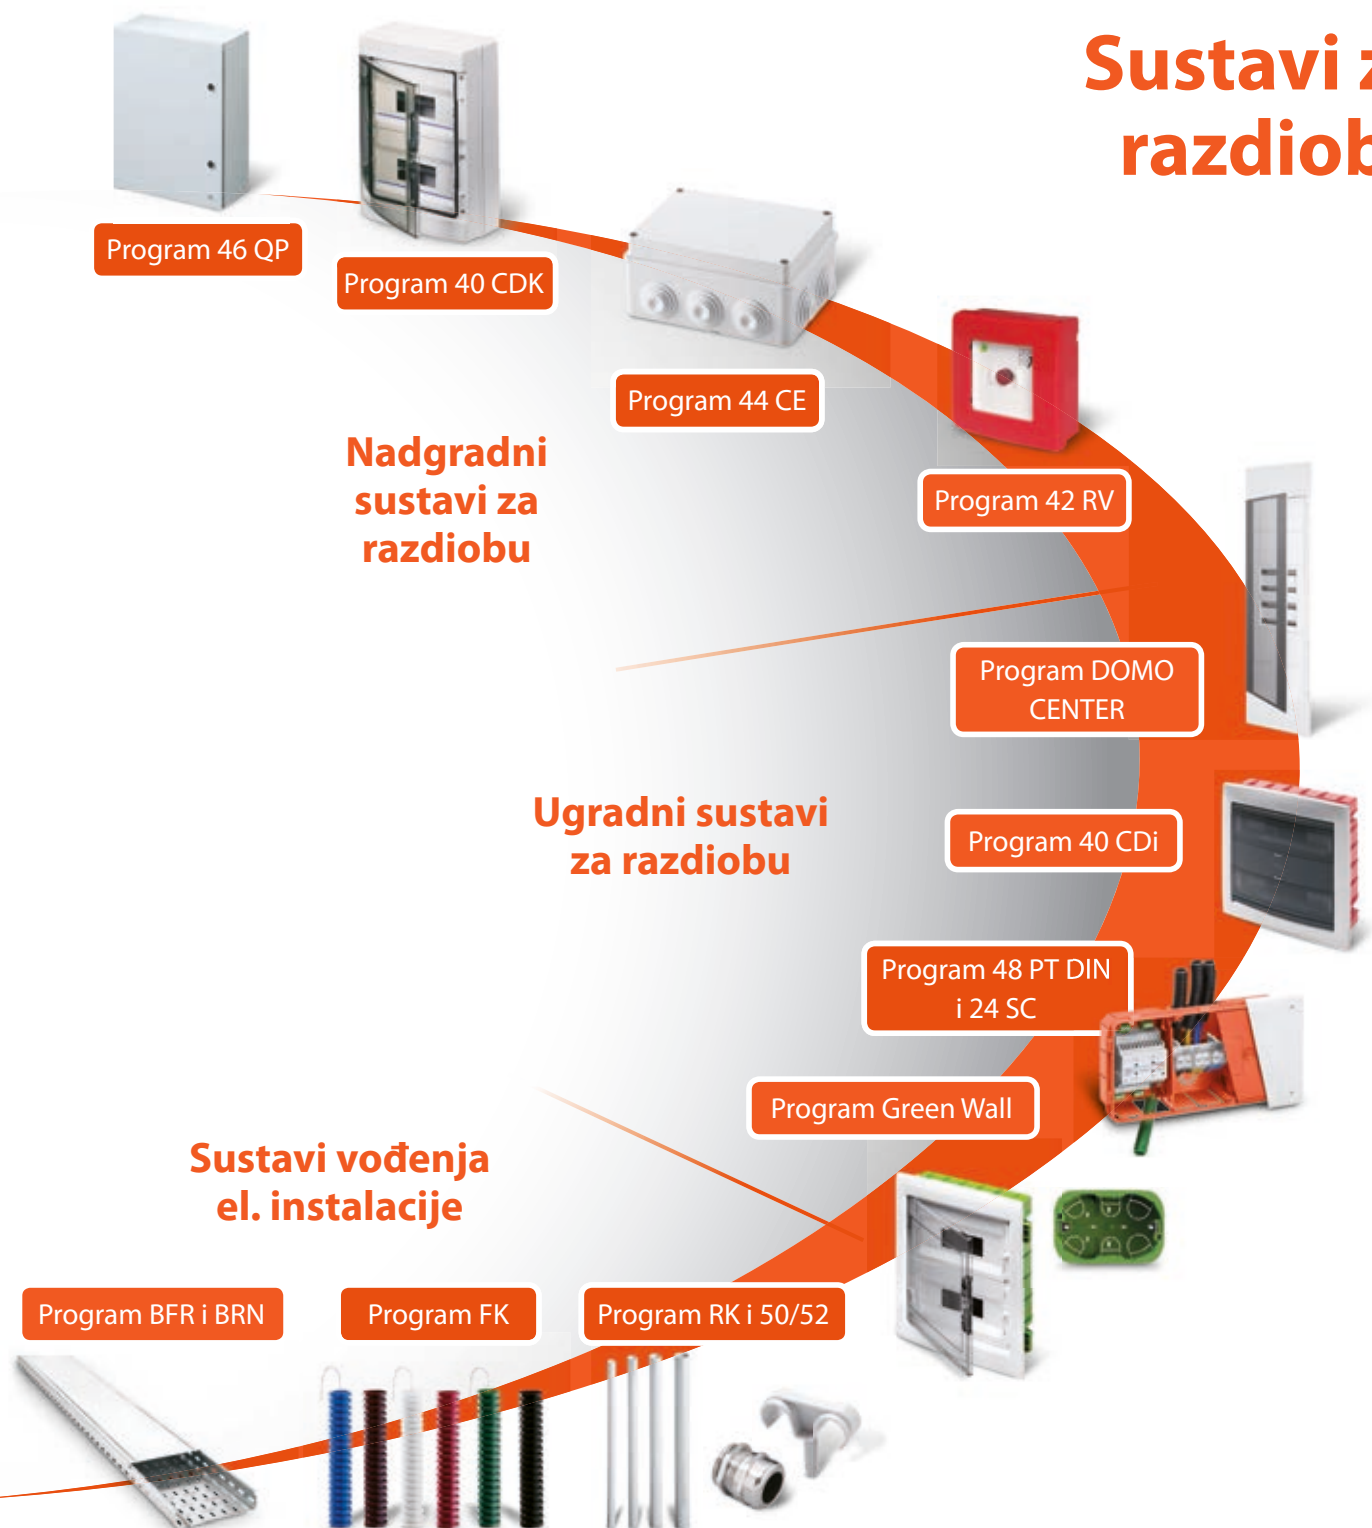 Sustavi z
razdiob
Program 46 QP
Program 40 CDK
Program 44 CE
Program 42 RV
Nadgradni
sustavi za
razdiobu
Program DOMO
CENTER
Ugradni sustavi
za razdiobu
Program 40 CDi
Program 48 PT DIN
i 24 SC
Program Green Wall
Sustavi vođenja
el. instalacije
Program BFR i BRN
Program FK
Program RK i 50/52